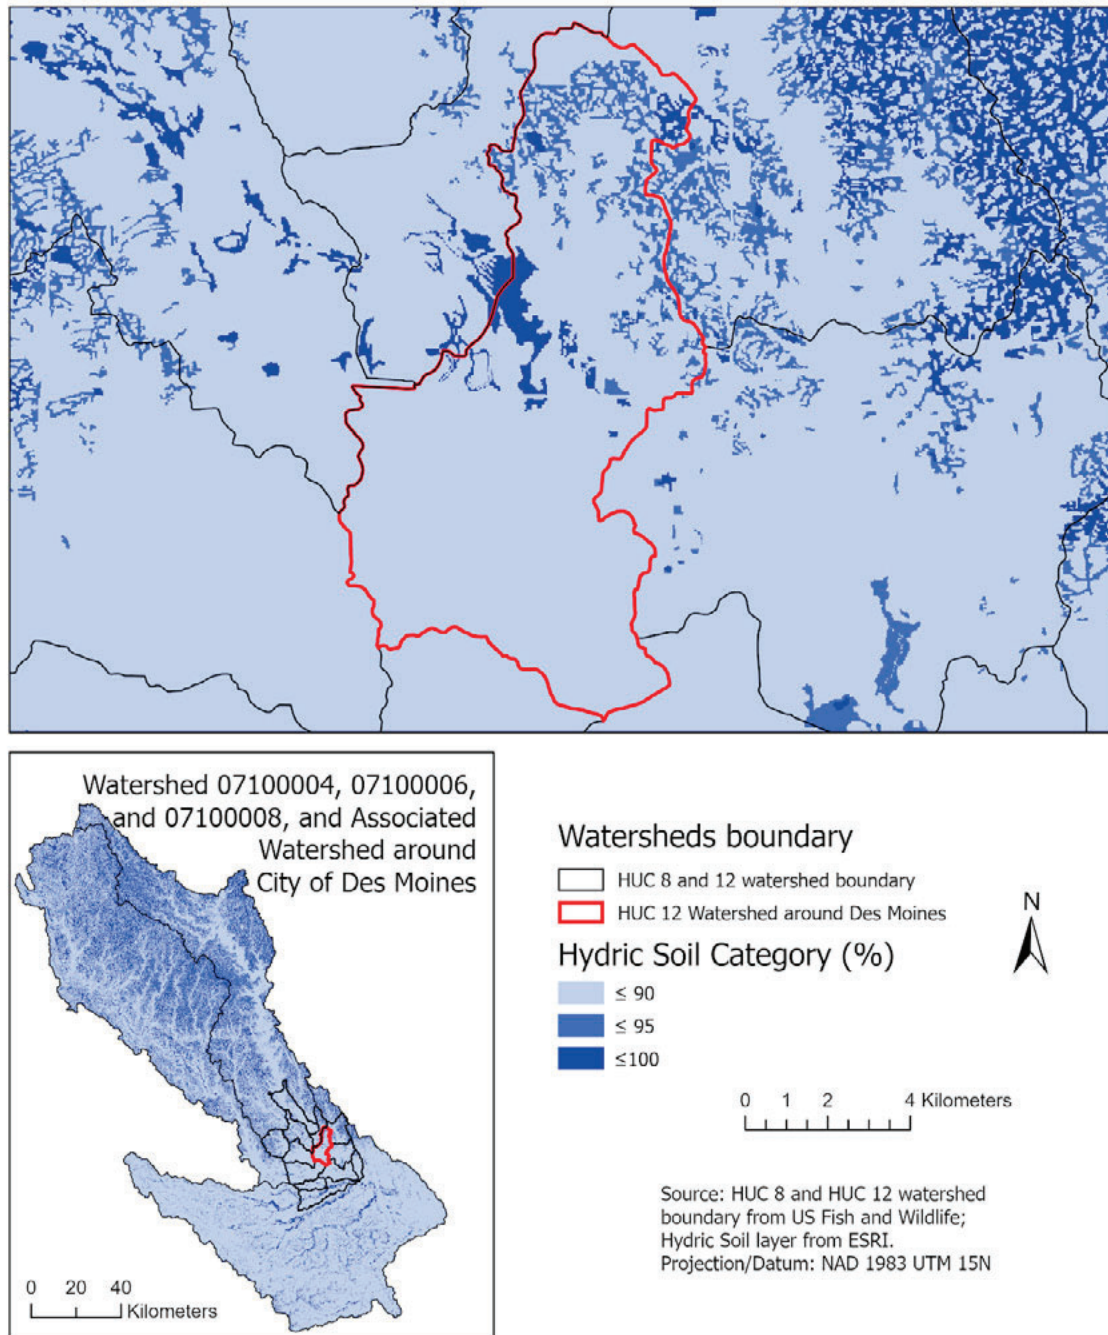 Watershed 07100004, 07100006,
and 07100008, and Associated
Watershed around
City of Des Moines
0 20 40
Kilometers
Watersheds boundary
HUC 8 and 12 watershed boundary
HUC 12 Watershed around Des Moines
Hydric Soil Category (%)
≤ 90
≤ 95
≤100
N
0 1 2 4 Kilometers
Source: HUC 8 and HUC 12 watershed
boundary from US Fish and Wildlife;
Hydric Soil layer from ESRI.
Projection/Datum: NAD 1983 UTM 15N